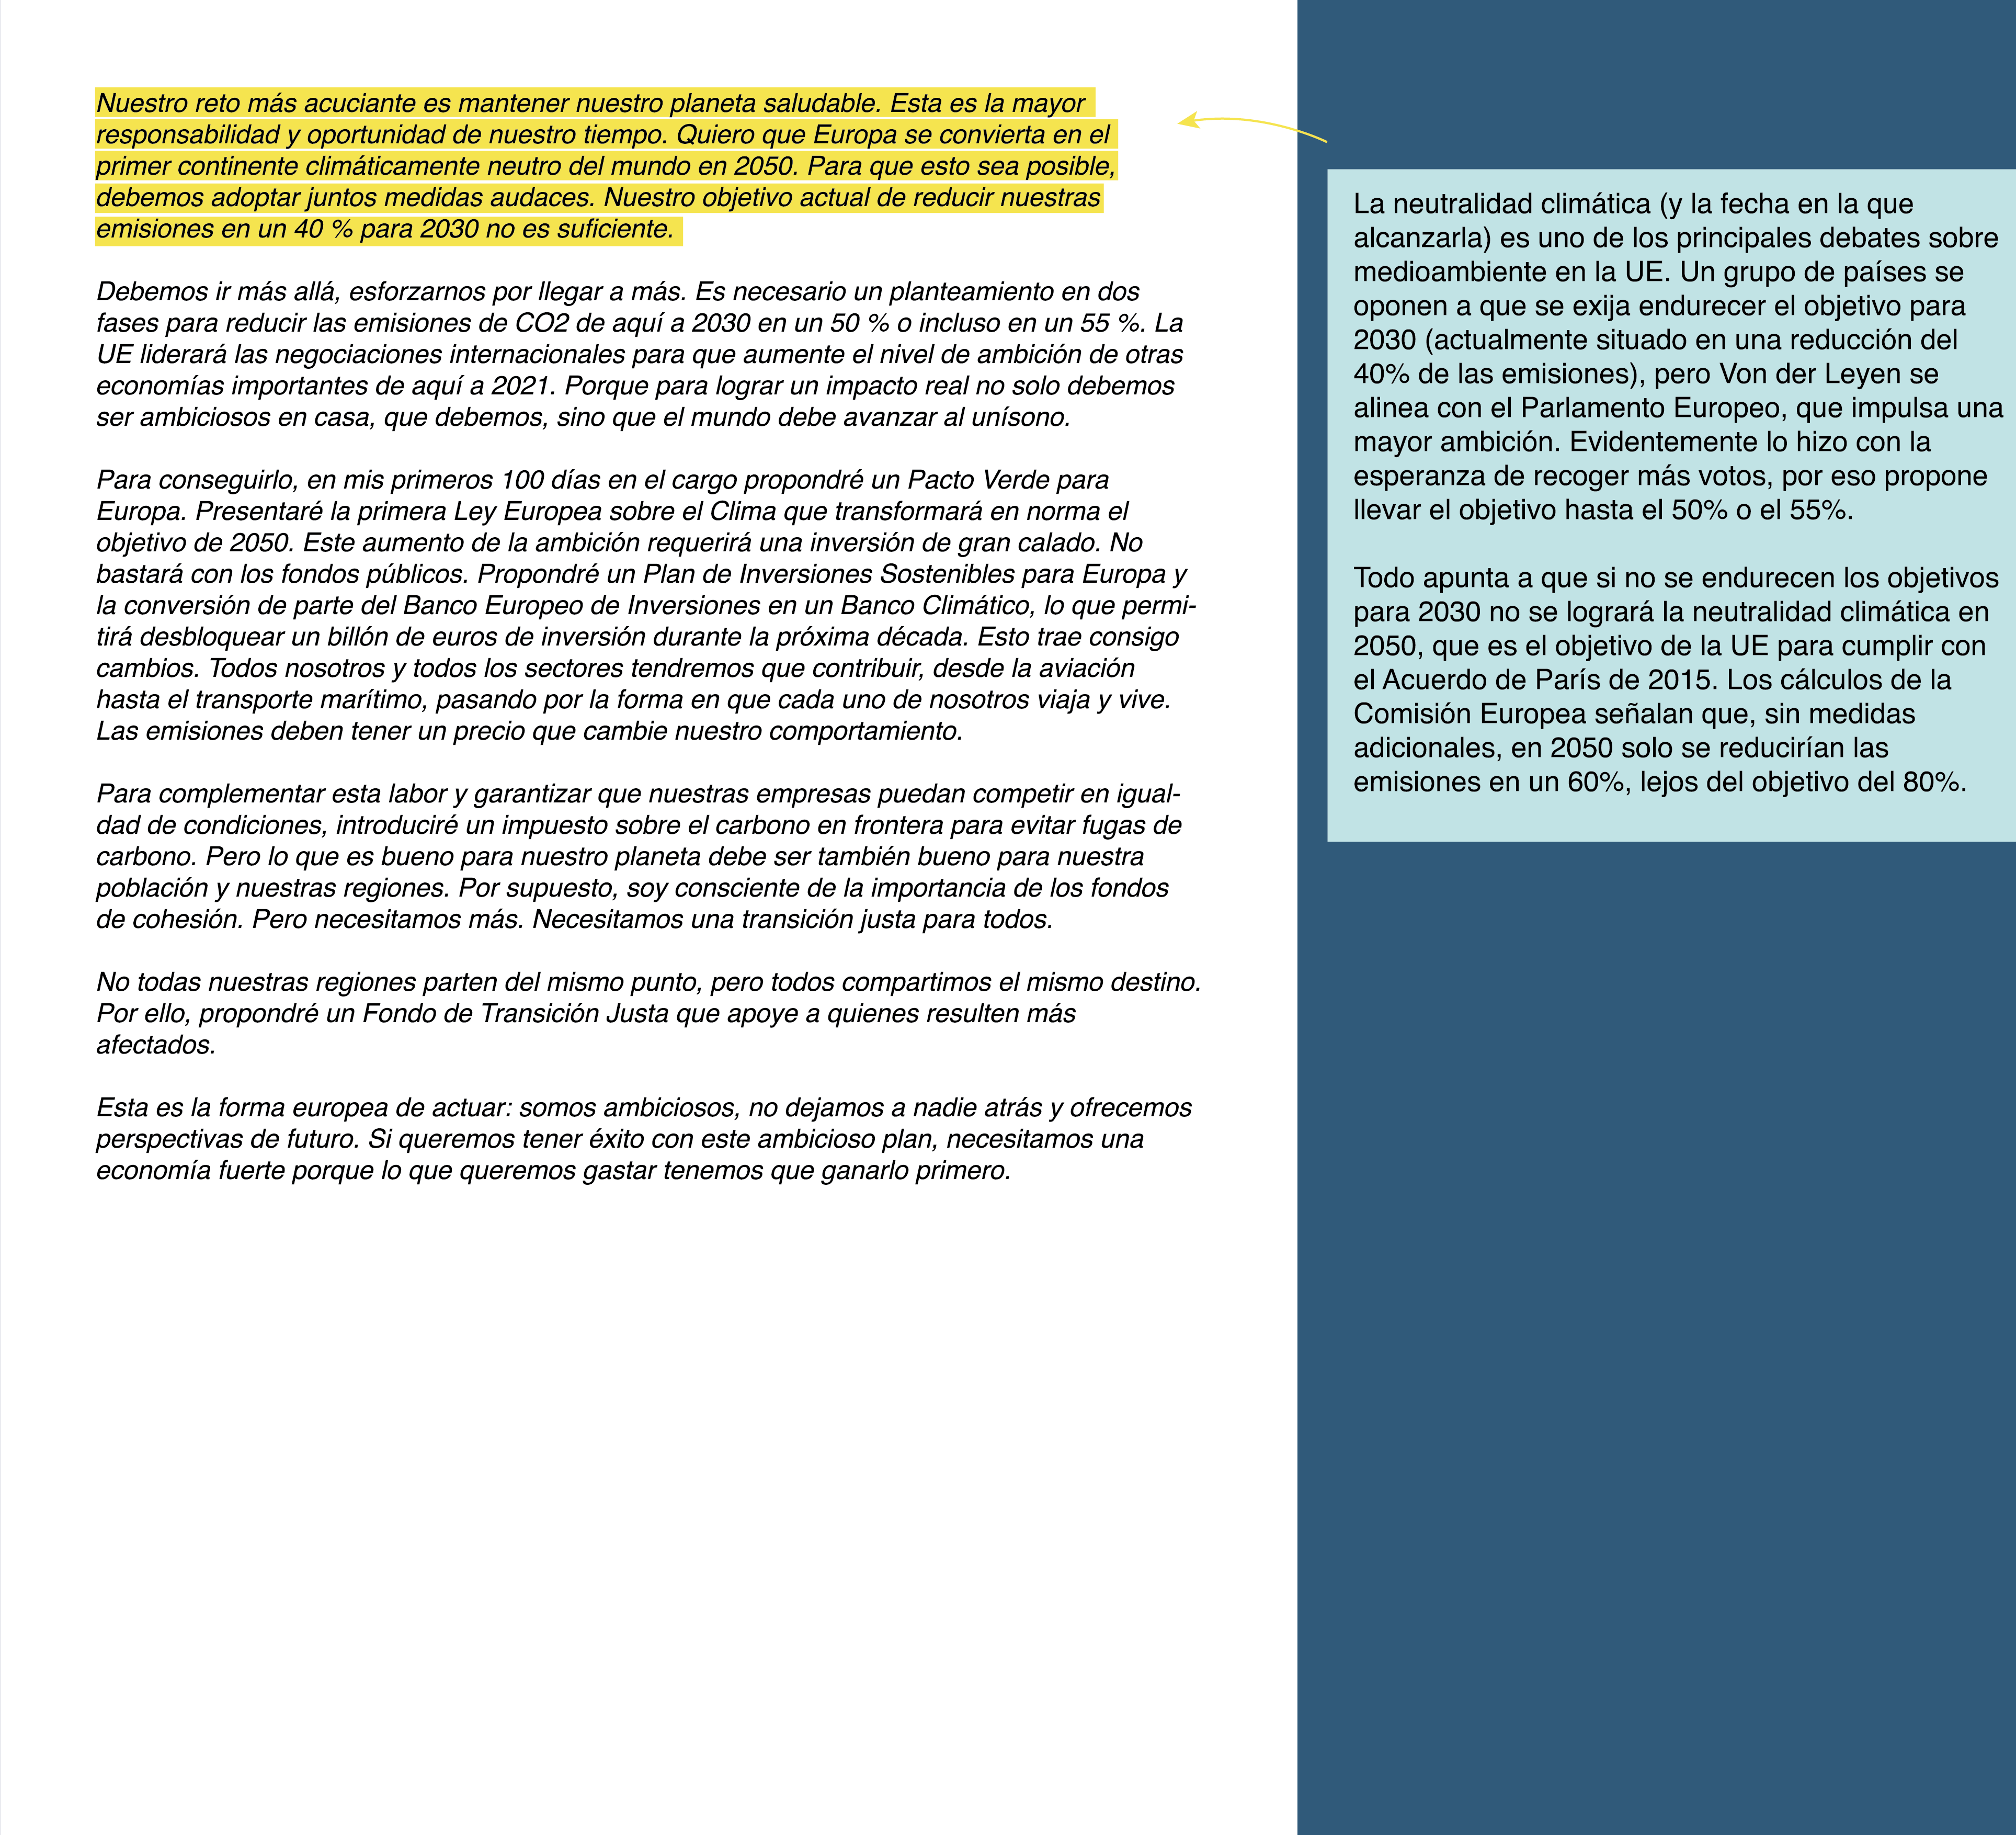 Nuestro reto más acuciante es mantener nuestro planeta saludable. Esta es la mayor
responsabilidad y oportunidad de nuestro tiempo. Quiero que Europa se convierta en el
primer continente climáticamente neutro del mundo en 2050. Para que esto sea posible,
debemos adoptar juntos medidas audaces. Nuestro objetivo actual de reducir nuestras
emisiones en un 40 % para 2030 no es suficiente.
Debemos ir más allá, esforzarnos por llegar a más. Es necesario un planteamiento en dos
fases para reducir las emisiones de CO2 de aquí a 2030 en un 50 % o incluso en un 55 %. La
UE liderará las negociaciones internacionales para que aumente el nivel de ambición de otras
economías importantes de aquí a 2021. Porque para lograr un impacto real no solo debemos
ser ambiciosos en casa, que debemos, sino que el mundo debe avanzar al unísono.
Para conseguirlo, en mis primeros 100 días en el cargo propondré un Pacto Verde para
Europa. Presentaré la primera Ley Europea sobre el Clima que transformará en norma el
objetivo de 2050. Este aumento de la ambición requerirá una inversión de gran calado. No
bastará con los fondos públicos. Propondré un Plan de Inversiones Sostenibles para Europa y
la conversión de parte del Banco Europeo de Inversiones en un Banco Climático, lo que permi-
tirá desbloquear un billón de euros de inversión durante la próxima década. Esto trae consigo
cambios. Todos nosotros y todos los sectores tendremos que contribuir, desde la aviación
hasta el transporte marítimo, pasando por la forma en que cada uno de nosotros viaja y vive.
Las emisiones deben tener un precio que cambie nuestro comportamiento.
Para complementar esta labor y garantizar que nuestras empresas puedan competir en igual-
dad de condiciones, introduciré un impuesto sobre el carbono en frontera para evitar fugas de
carbono. Pero lo que es bueno para nuestro planeta debe ser también bueno para nuestra
población y nuestras regiones. Por supuesto, soy consciente de la importancia de los fondos
de cohesión. Pero necesitamos más. Necesitamos una transición justa para todos.
No todas nuestras regiones parten del mismo punto, pero todos compartimos el mismo destino.
Por ello, propondré un Fondo de Transición Justa que apoye a quienes resulten más
afectados.
Esta es la forma europea de actuar: somos ambiciosos, no dejamos a nadie atrás y ofrecemos
perspectivas de futuro. Si queremos tener éxito con este ambicioso plan, necesitamos una
economía fuerte porque lo que queremos gastar tenemos que ganarlo primero.
La neutralidad climática (y la fecha en la que
alcanzarla) es uno de los principales debates sobre
medioambiente en la UE. Un grupo de países se
oponen a que se exija endurecer el objetivo para
2030 (actualmente situado en una reducción del
40% de las emisiones), pero Von der Leyen se
alinea con el Parlamento Europeo, que impulsa una
mayor ambición. Evidentemente lo hizo con la
esperanza de recoger más votos, por eso propone
llevar el objetivo hasta el 50% o el 55%.
Todo apunta a que si no se endurecen los objetivos
para 2030 no se logrará la neutralidad climática en
2050, que es el objetivo de la UE para cumplir con
el Acuerdo de París de 2015. Los cálculos de la
Comisión Europea señalan que, sin medidas
adicionales, en 2050 solo se reducirían las
emisiones en un 60%, lejos del objetivo del 80%.